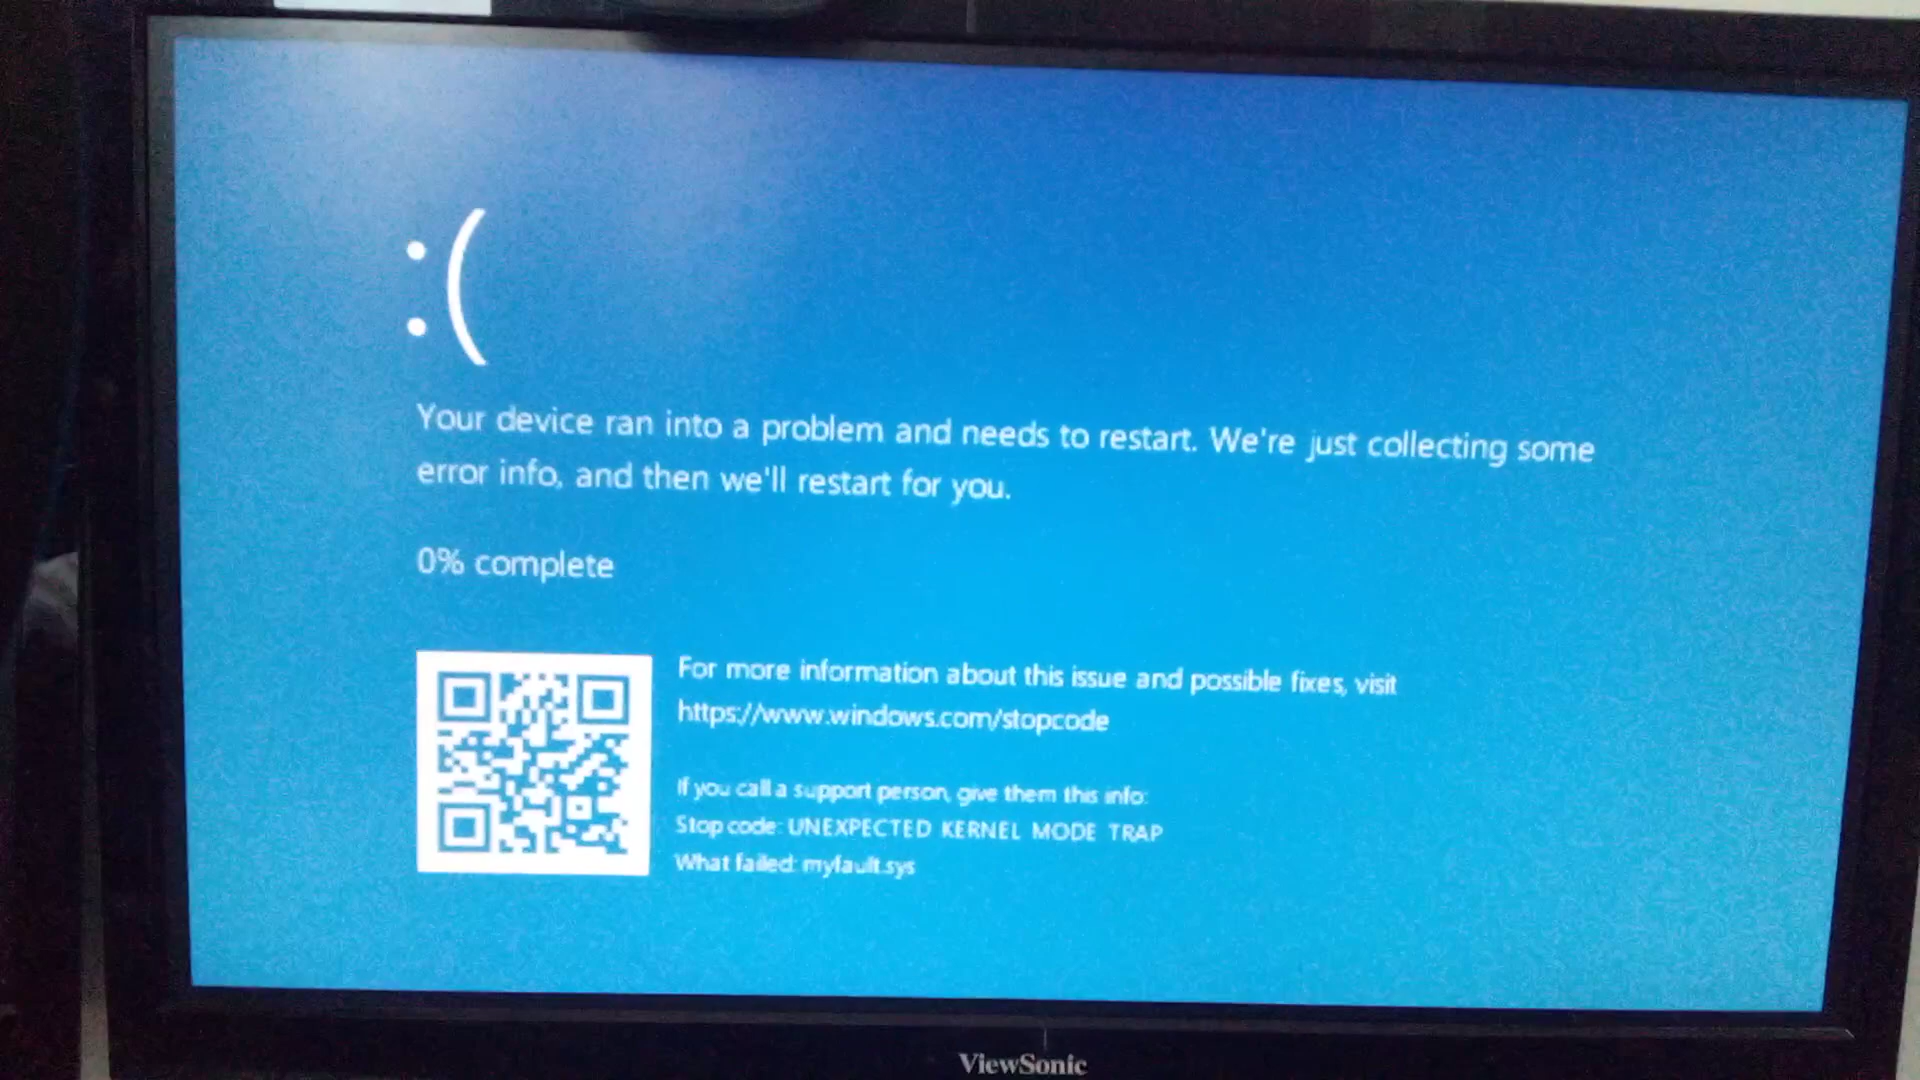 :(
Your device ran into a problem and needs to restart. We're just collecting some
error info, and then we'll restart for you.
0% complete
For more information about this issue and possible fixes, visit
https://www.windows.com/stopcode
If you call a support person, give them this info:
Stop code: UNEXPECTED KERNEL MODE TRAP
What failed: myfault.sys
ViewSonic